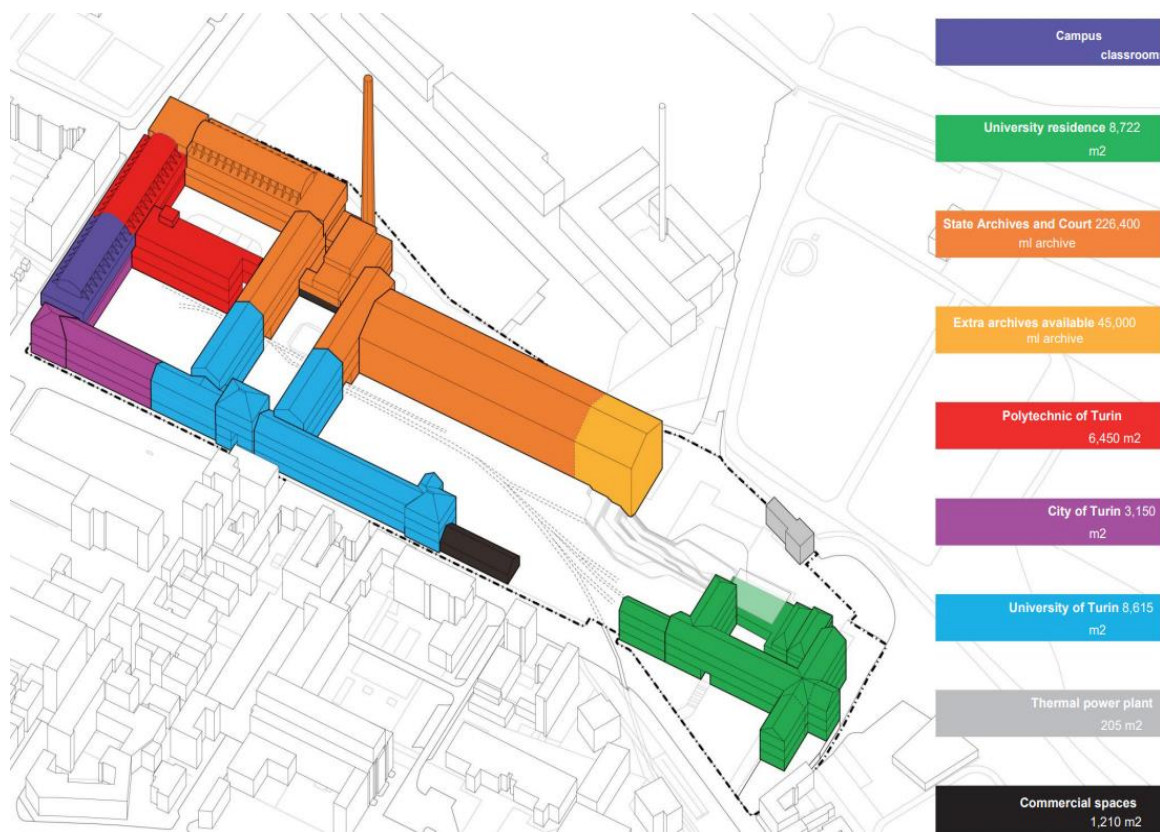 Campus
classroom
University residence 8,722
m2
State Archives and Court 226,400
ml archive
Extra archives available 45,000
ml archive
Polytechnic of Turin
6,450 m2
City of Turin 3,150
m2
University of Turin 8,615
m2
Thermal power plant
205 m2
Commercial spaces
1,210 m2